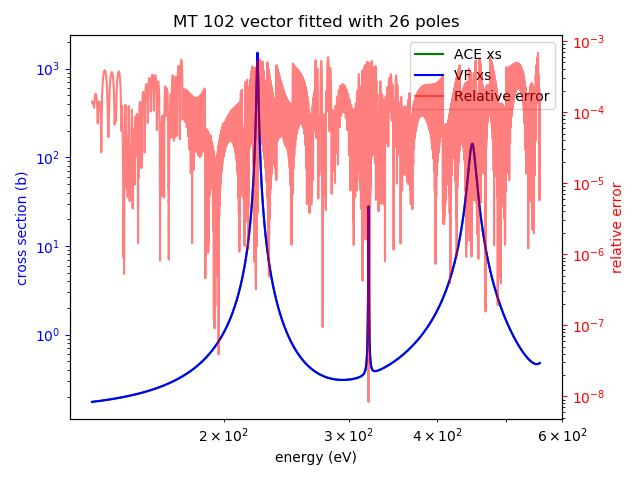 MT 102 vector fitted with 26 poles
ACE xs
VF xs
Relative error
10³
10²
10¹
10⁰
cross section (b)
10⁻³
10⁻⁴
10⁻⁵
10⁻⁶
10⁻⁷
10⁻⁸
relative error
2 × 10² 3 × 10² 4 × 10² 6 × 10²
energy (eV)